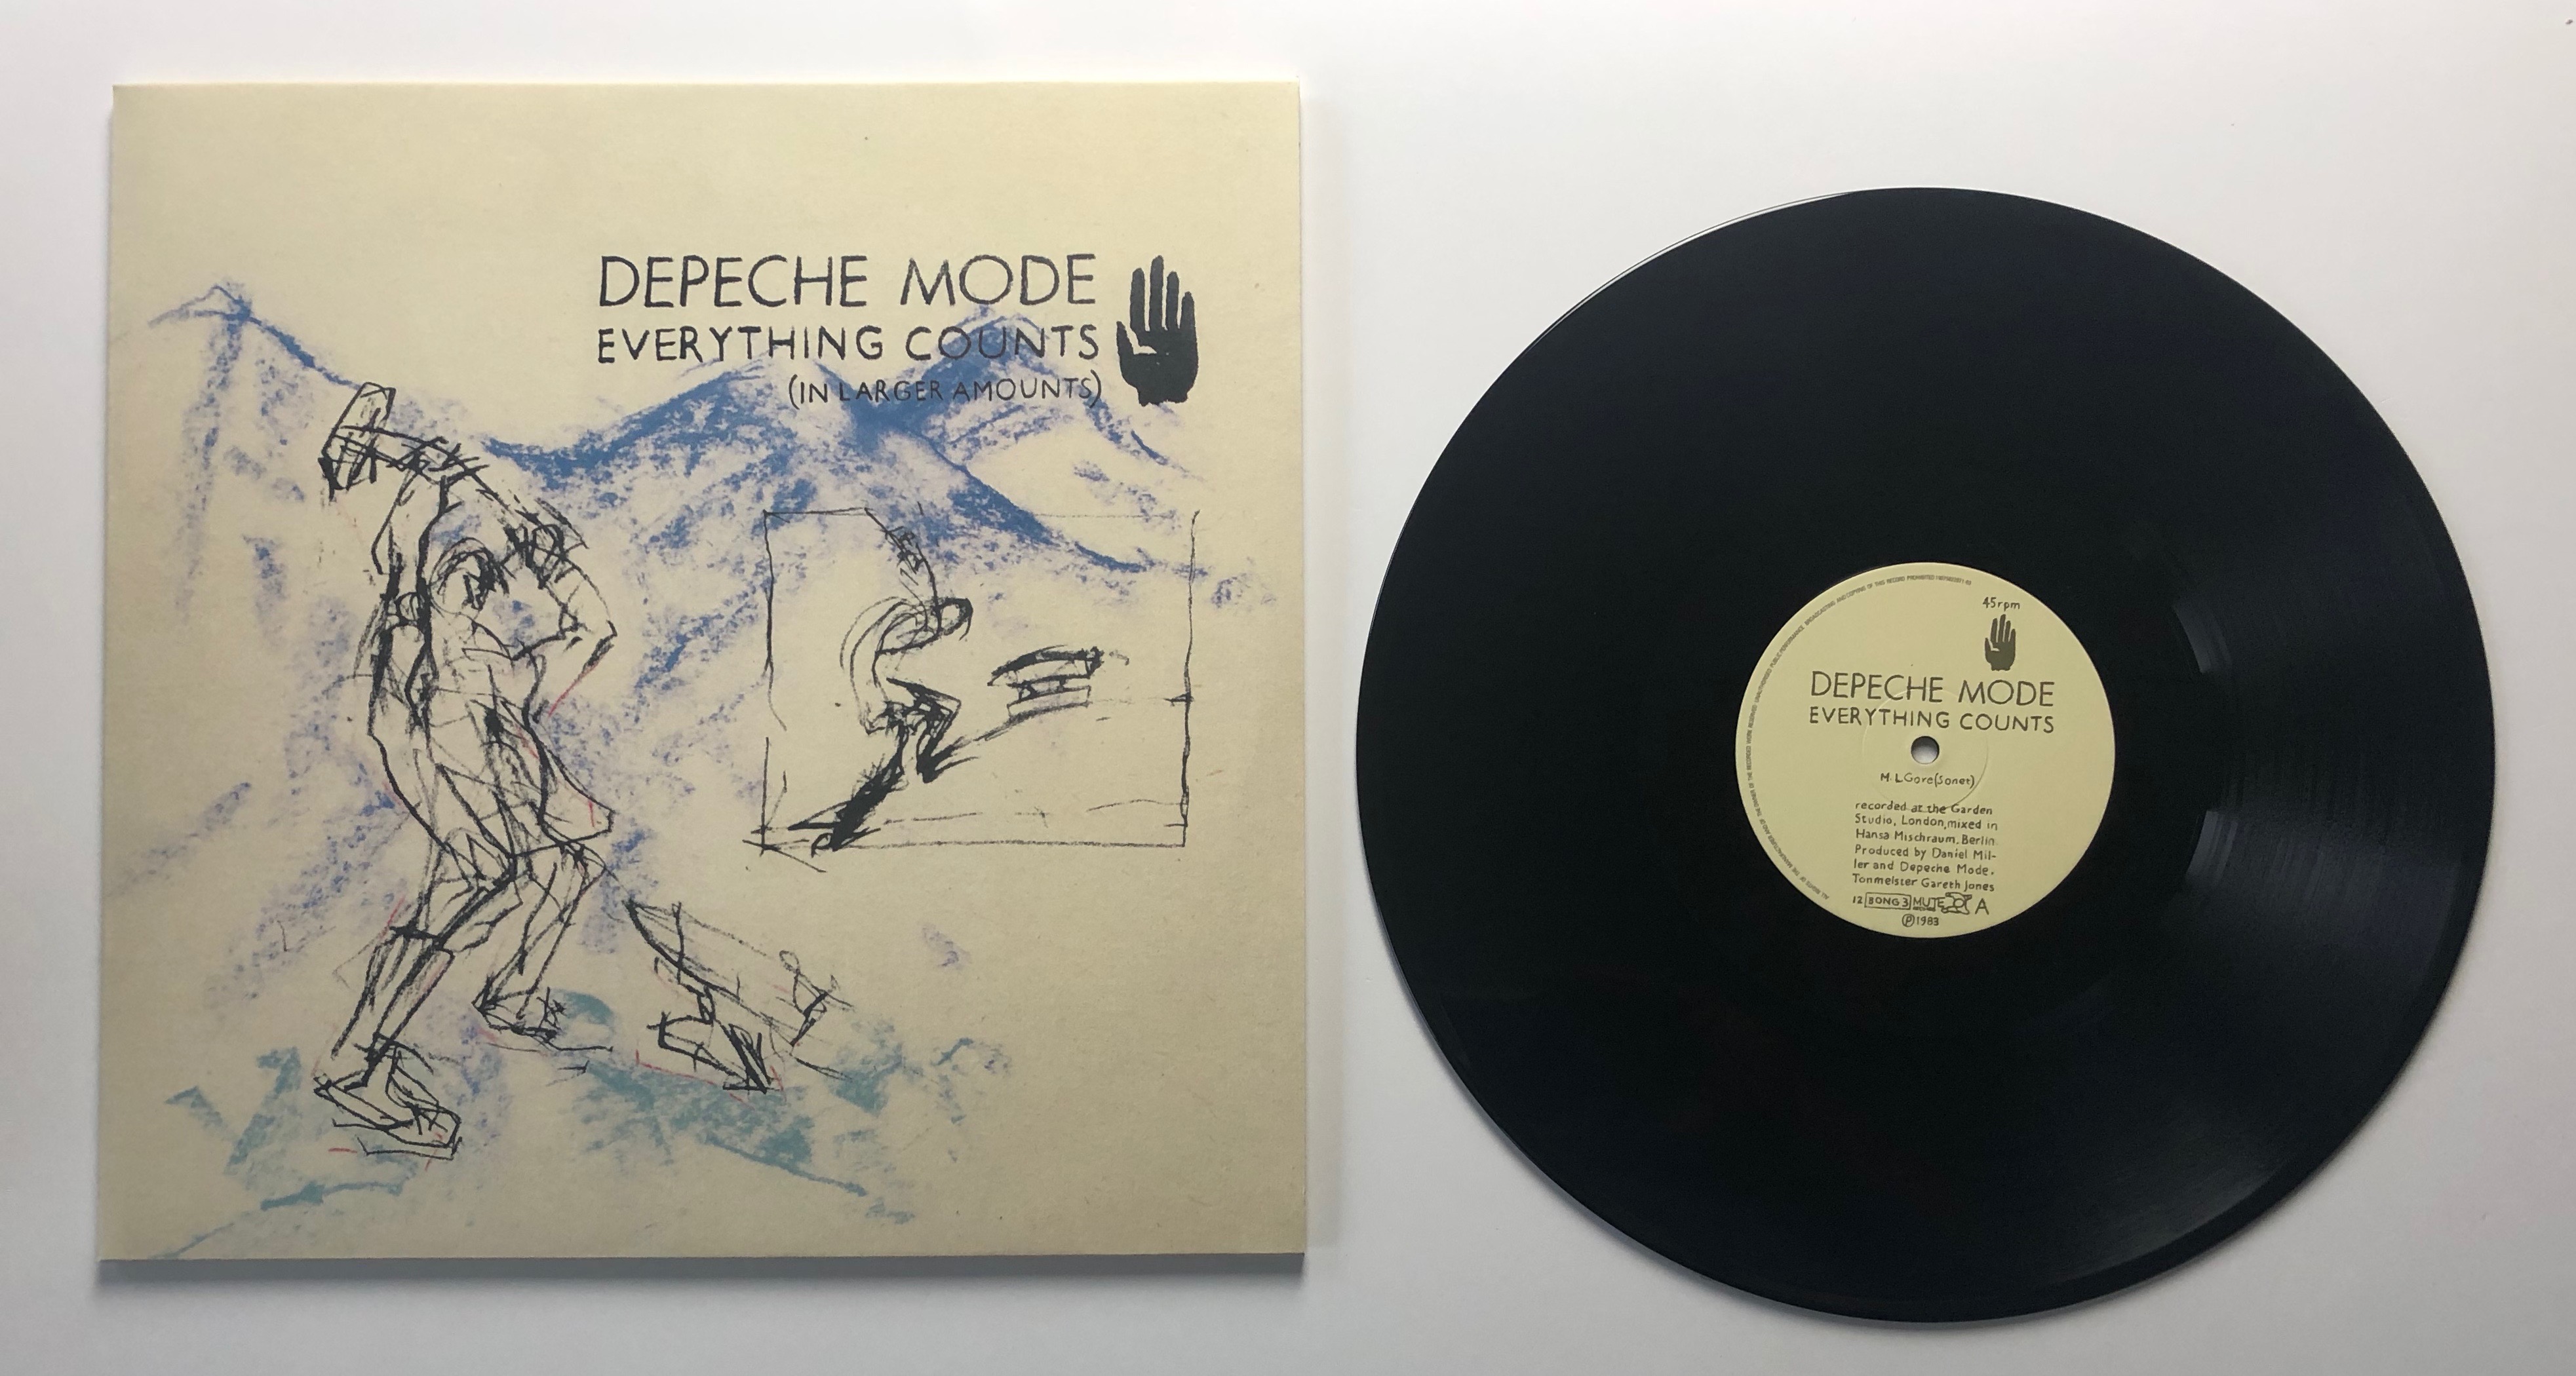 DEPECHE MODE
EVERYTHING COUNTS
(IN LARGER AMOUNTS)
45rpm
DEPECHE MODE
EVERYTHING COUNTS
M.L.Gore(Sonet)
recorded at the Garden
Studio, London, mixed in
Hansa Mischraum, Berlin.
Produced by Daniel Mil-
ler and Depeche Mode.
Tonmeister Gareth Jones
12 BONG 3 MUTE A
℗1983